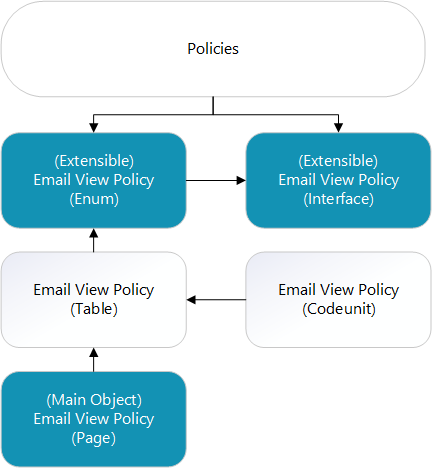 Policies
(Extensible)
Email View Policy
(Enum)
(Extensible)
Email View Policy
(Interface)
Email View Policy
(Table)
Email View Policy
(Codeunit)
(Main Object)
Email View Policy
(Page)